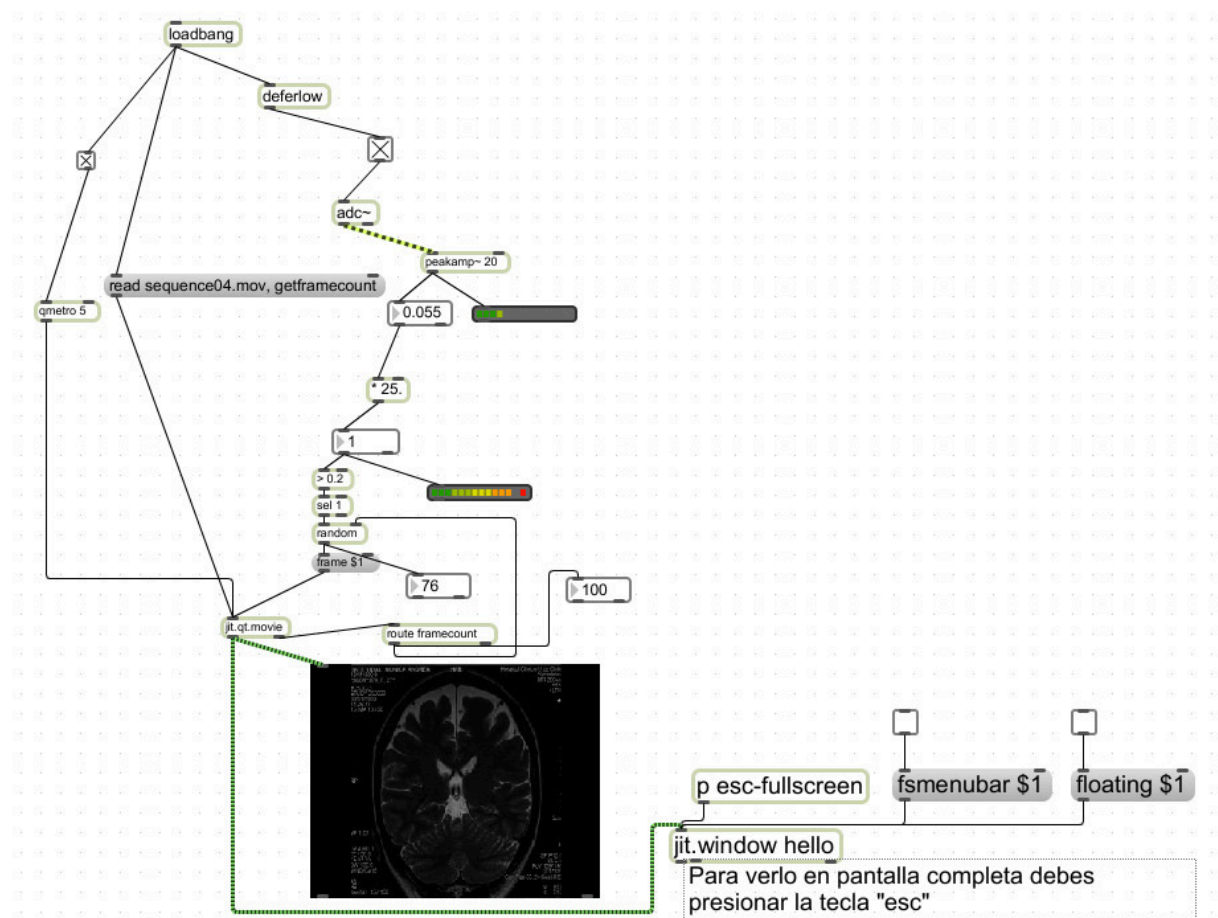 loadbang
deferlow
adc~
peakamp~ 20
read sequence04.mov, getframecount
qmetro 5
0.055
* 25.
1
> 0.2
sel 1
random
frame $1
76
100
jit.qt.movie
route framecount
p esc-fullscreen
fsmenubar $1
floating $1
jit.window hello
Para verlo en pantalla completa debes
presionar la tecla "esc"